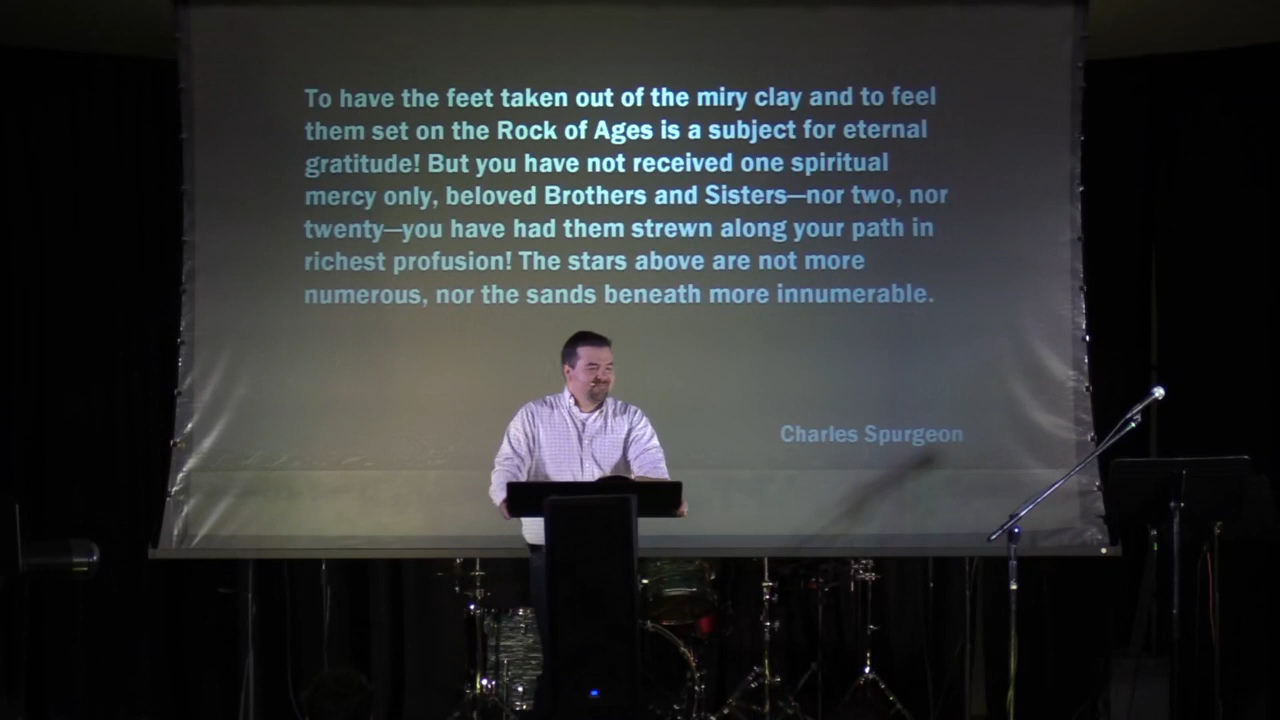 To have the feet taken out of the miry clay and to feel
them set on the Rock of Ages is a subject for eternal
gratitude! But you have not received one spiritual
mercy only, beloved Brothers and Sisters—nor two, nor
twenty—you have had them strewn along your path in
richest profusion! The stars above are not more
numerous, nor the sands beneath more innumerable.
Charles Spurgeon